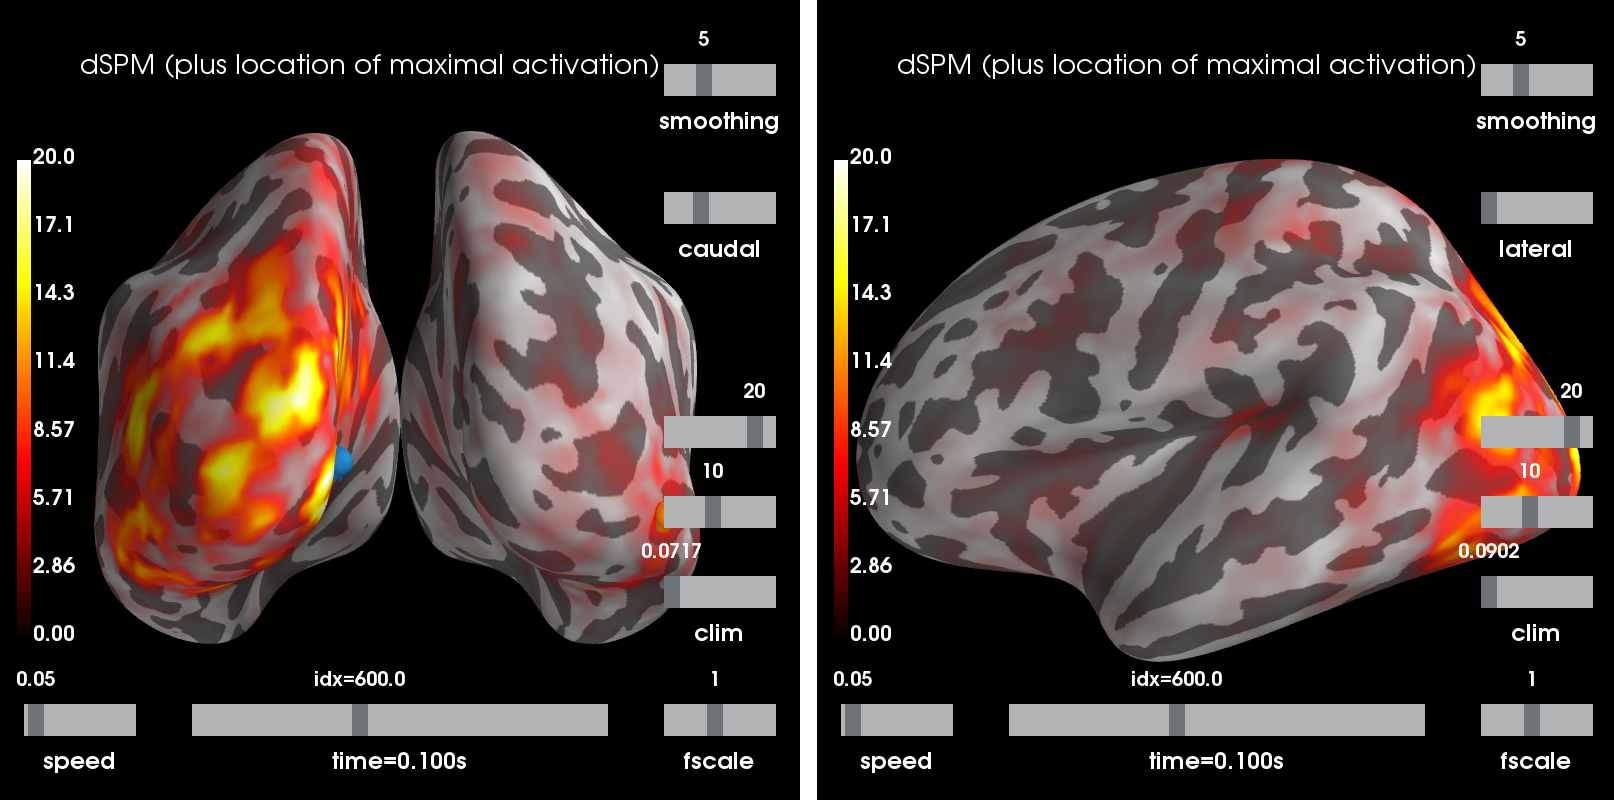 5
dSPM (plus location of maximal activation)
smoothing
20.0
17.1
caudal
14.3
11.4
20
8.57
10
5.71
0.0717
2.86
0.00
clim
0.05
idx=600.0
1
speed
time=0.100s
fscale
5
dSPM (plus location of maximal activation)
smoothing
20.0
17.1
lateral
14.3
11.4
20
8.57
10
5.71
0.0902
2.86
0.00
clim
0.05
idx=600.0
1
speed
time=0.100s
fscale